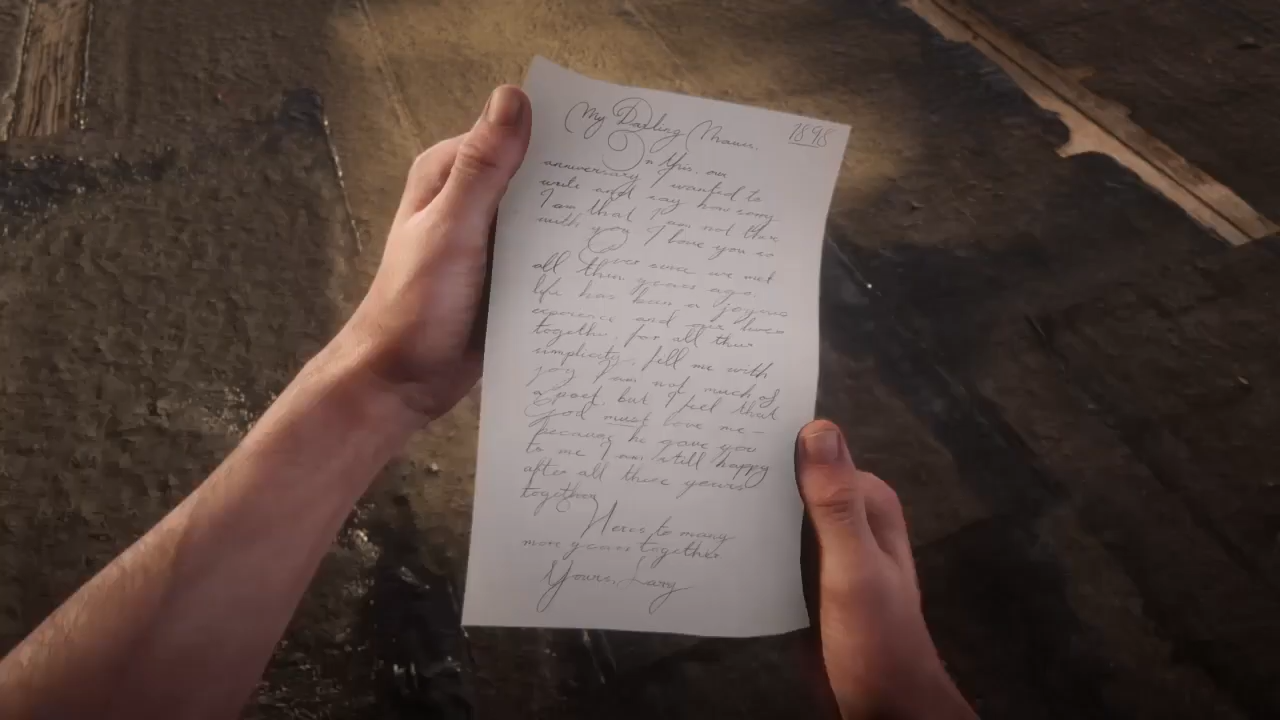 My Darling Maus. 1898
On this, our
anniversary I wanted to
write and say how sorry
I am that I am not there
with you. I love you so
Ever since we met
all those years ago.
life has been a joyous
experience and our lives
together, for all their
simplicity, fill me with
joy I am not much of
a poet, but I feel that
God must love me—
because he gave you
to me I am still happy
after all these years
together
Heres to many
more years together
Yours, Larry